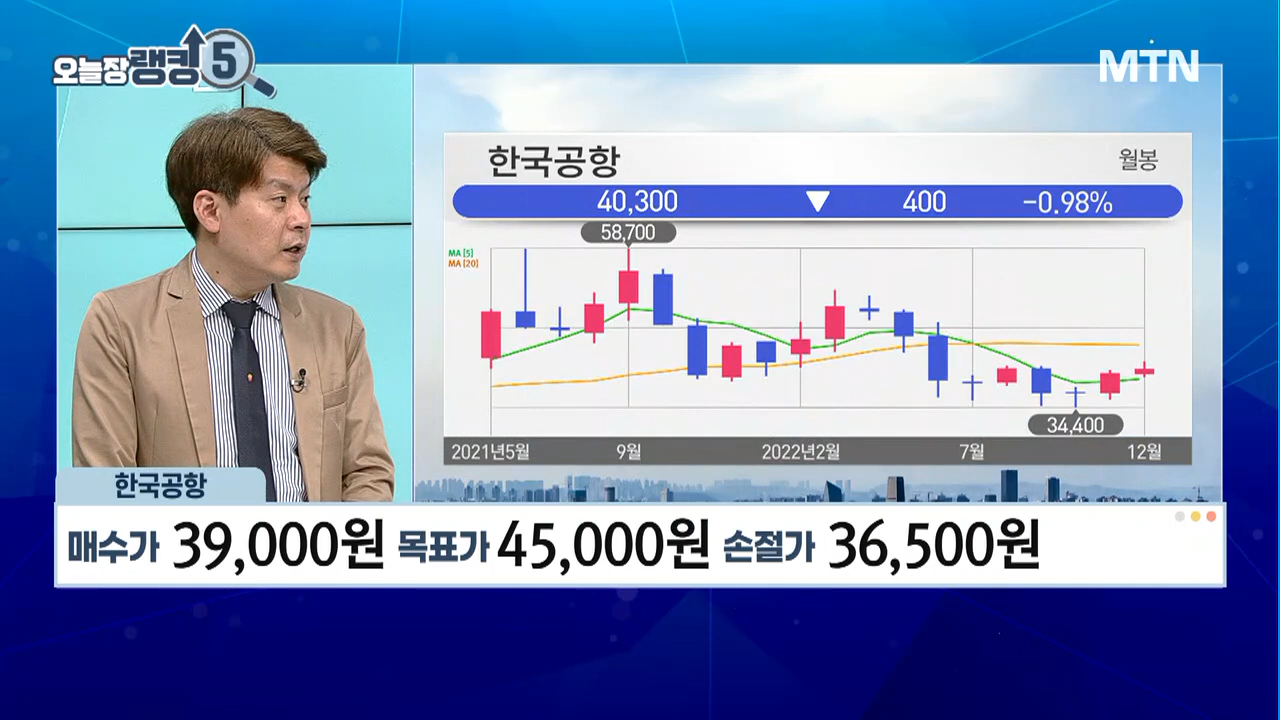 오늘장 랭킹 5
MTN
한국공항
월봉
40,300 ▼ 400 -0.98%
58,700
MA [5]
MA [20]
34,400
2021년5월 9월 2022년2월 7월 12월
한국공항
매수가 39,000원 목표가 45,000원 손절가 36,500원